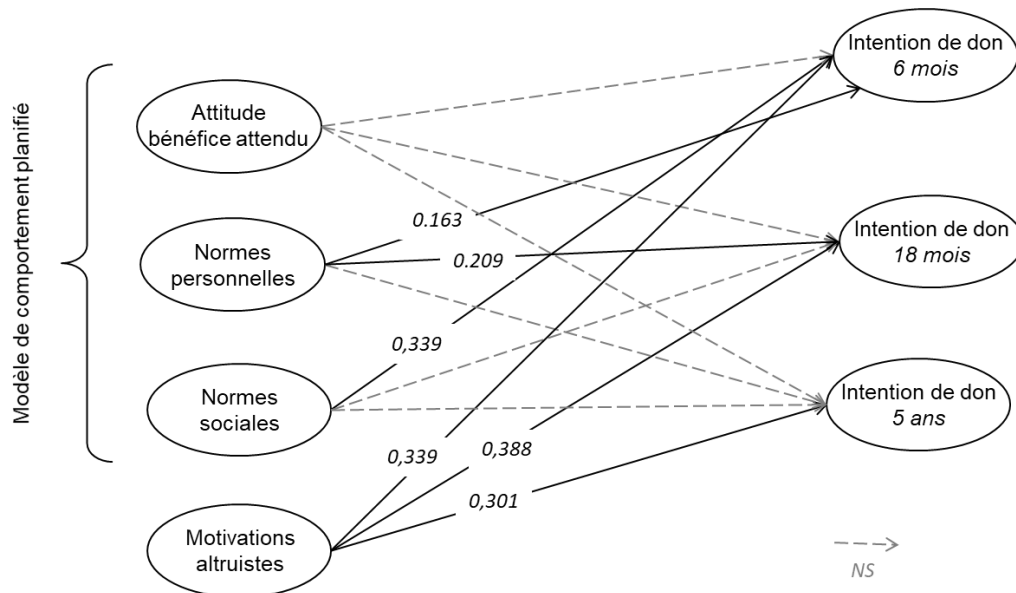 Modèle de comportement planifié
Attitude
bénéfice attendu
Normes
personnelles
Normes
sociales
Motivations
altruistes
0.163
0.209
0,339
0,339
0,388
0,301
Intention de don
6 mois
Intention de don
18 mois
Intention de don
5 ans
NS